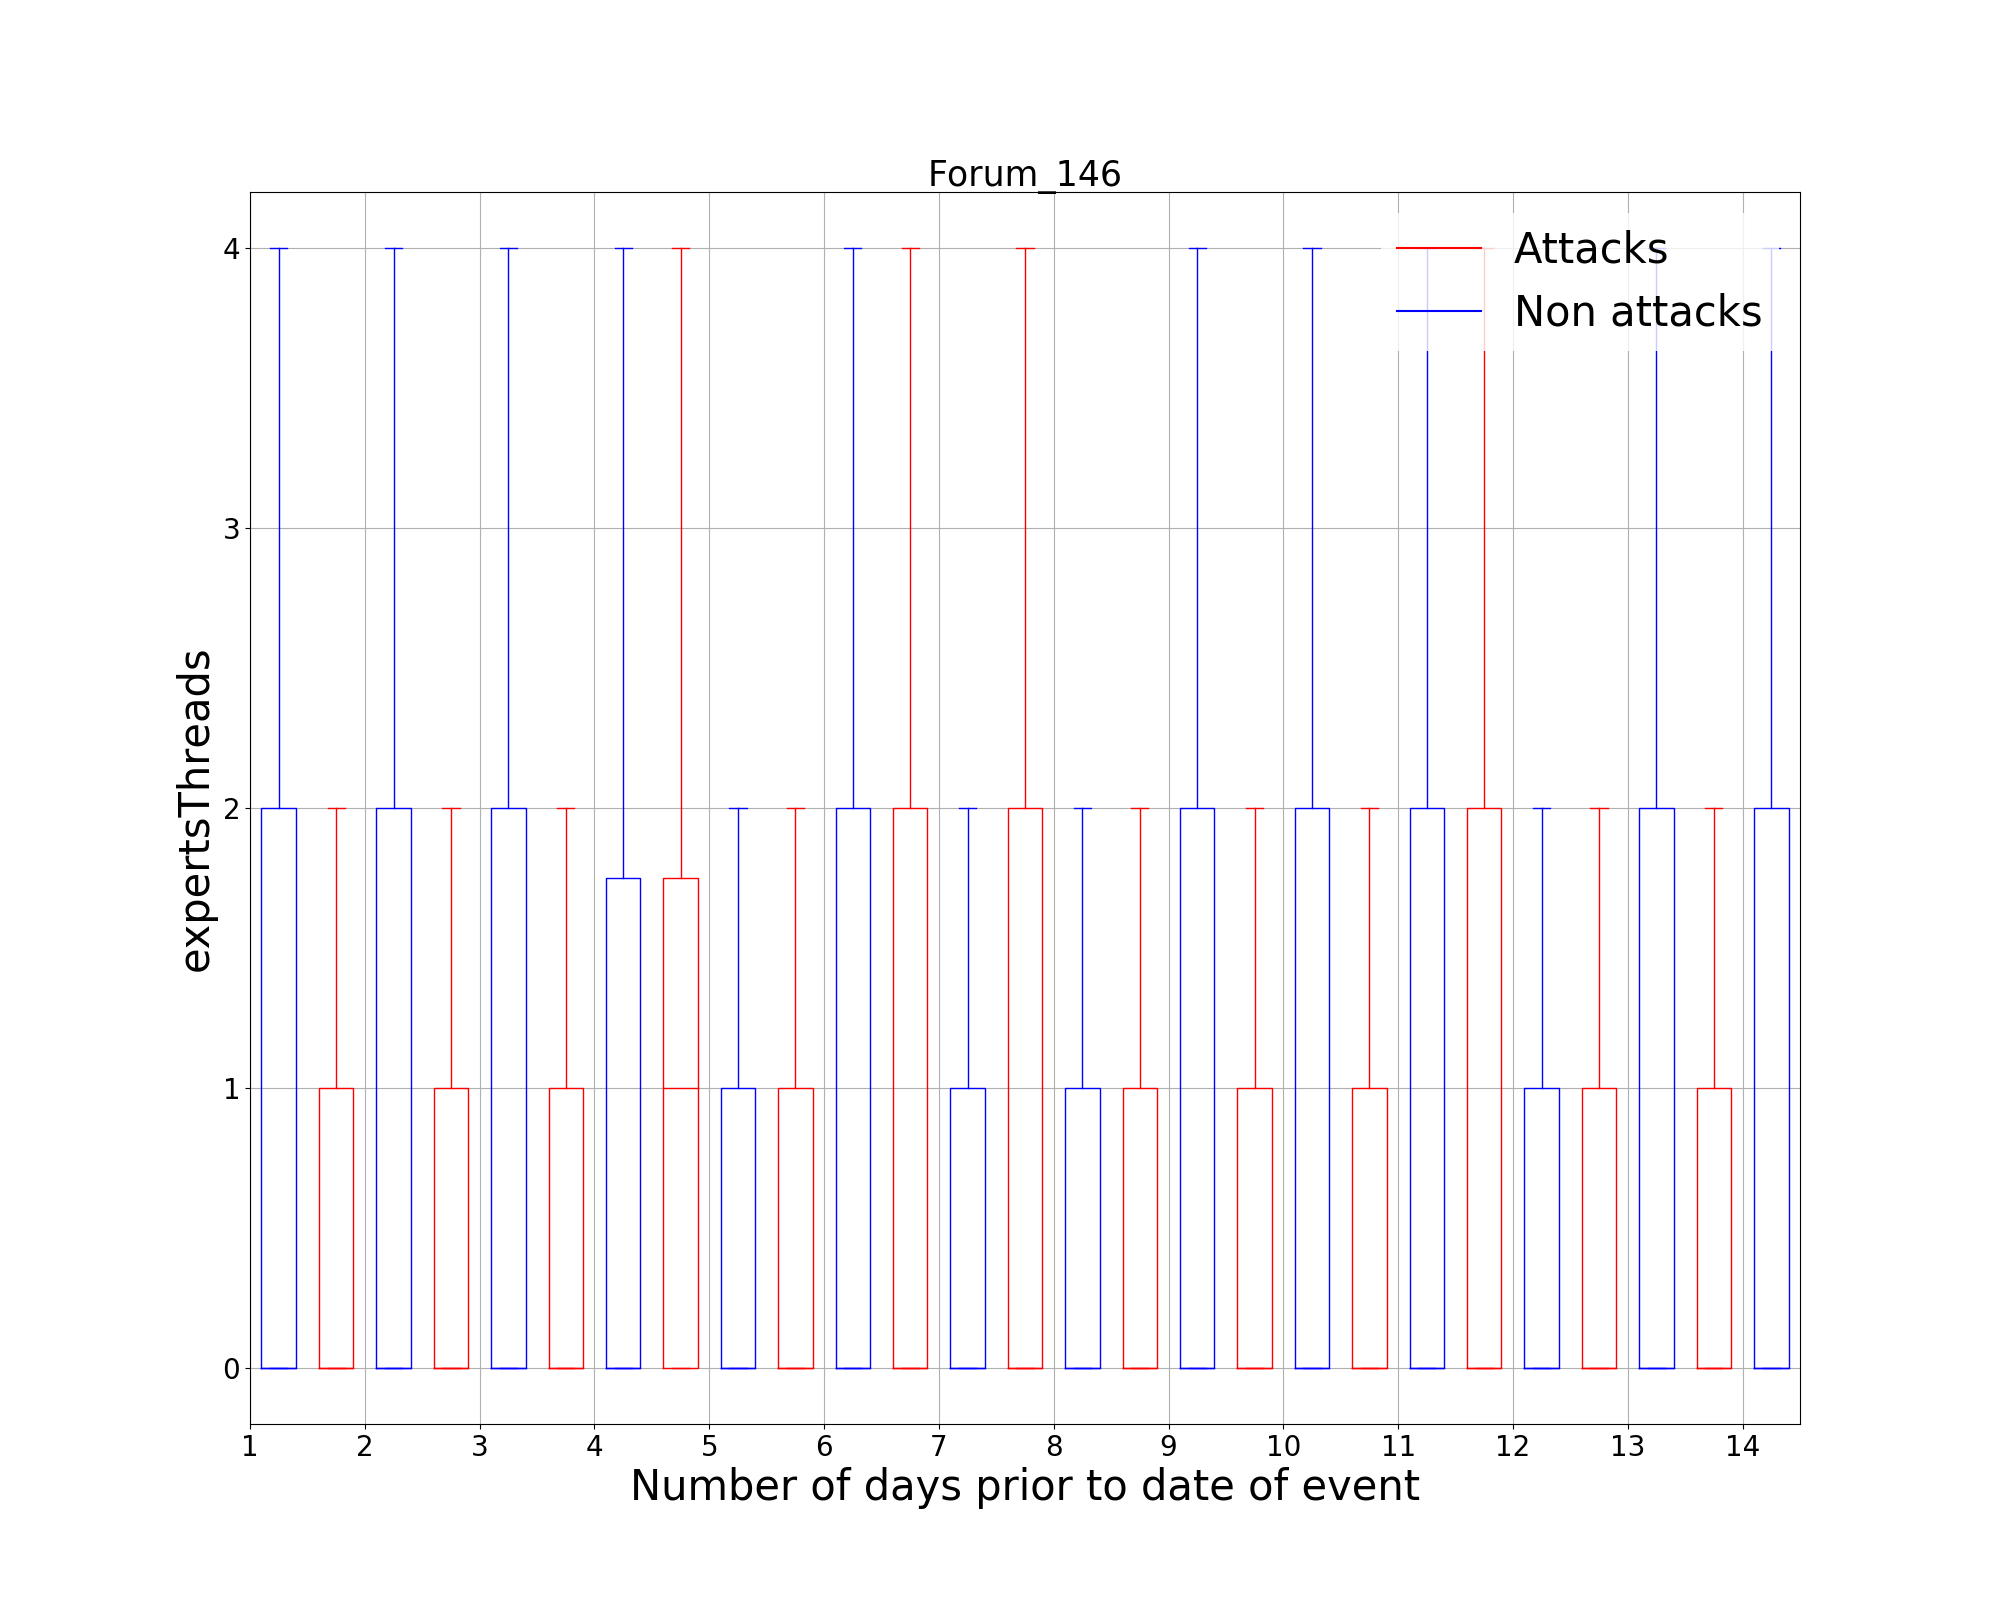 Forum_146
Attacks
Non attacks
expertsThreads
4
3
2
1
0
1 2 3 4 5 6 7 8 9 10 11 12 13 14
Number of days prior to date of event